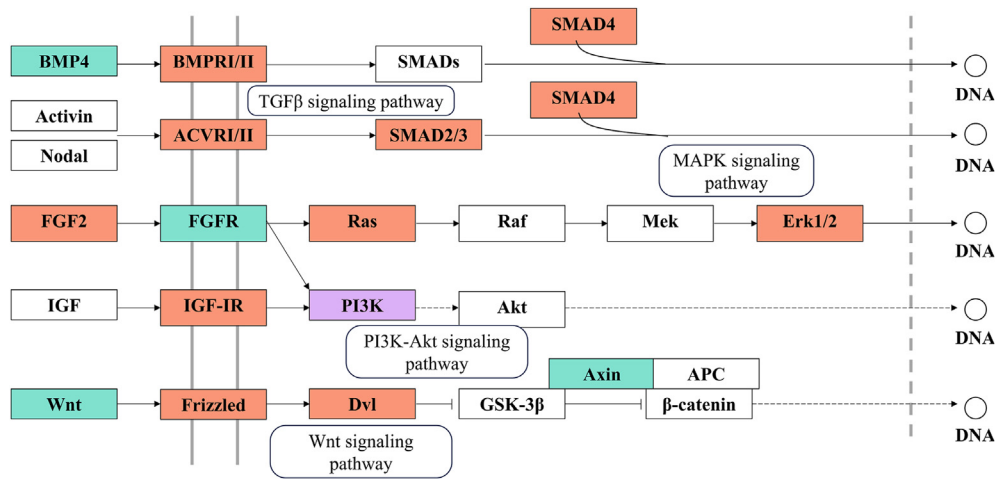 SMAD4
BMP4
BMPRI/II
SMADs
DNA
TGFβ signaling pathway
SMAD4
Activin
Nodal
ACVRI/II
SMAD2/3
DNA
MAPK signaling
pathway
FGF2
FGFR
Ras
Raf
Mek
Erk1/2
DNA
IGF
IGF-IR
PI3K
Akt
DNA
PI3K-Akt signaling
pathway
Axin
APC
Wnt
Frizzled
Dvl
GSK-3β
β-catenin
DNA
Wnt signaling
pathway